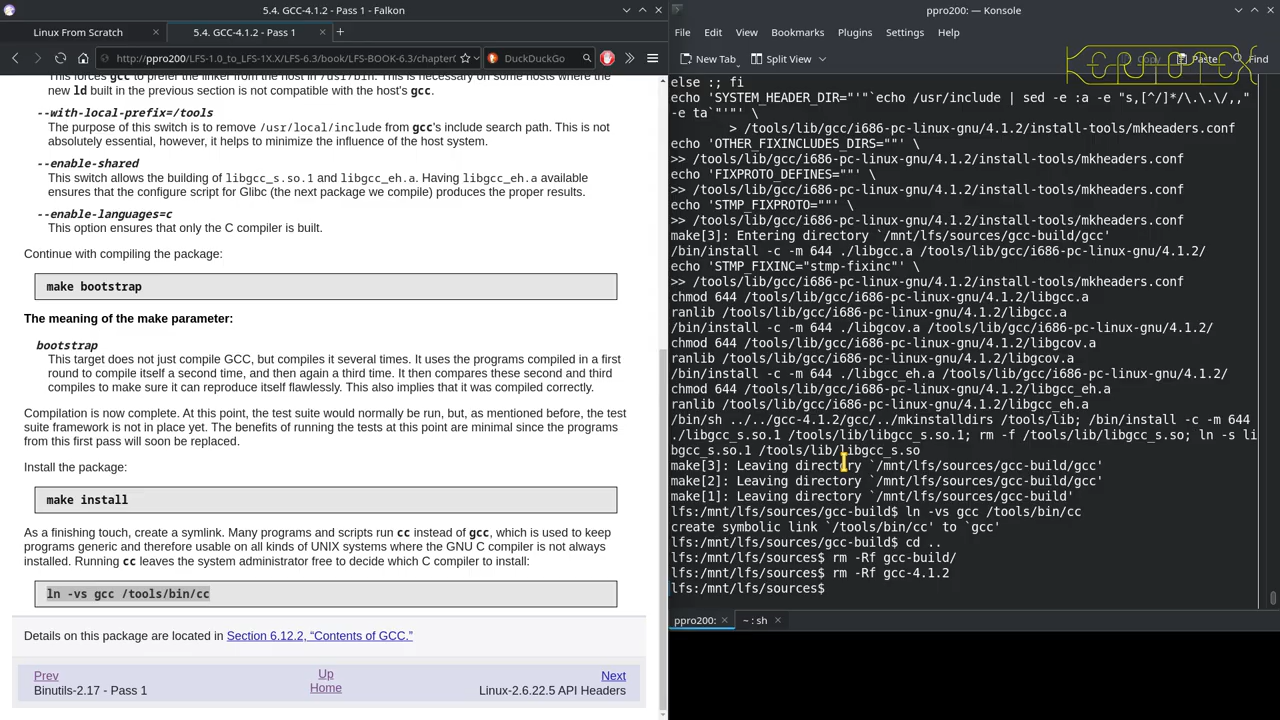 5.4. GCC-4.1.2 - Pass 1 - Falkon
Linux From Scratch
5.4. GCC-4.1.2 - Pass 1
http://ppro200/LFS-1.0_to_LFS-1X.X/LFS-6.3/book/LFS-BOOK-6.3/chapter(
DuckDuckGo
This forces gcc to prefer the linker from the host in /usr/bin. This is necessary on some hosts where the
new ld built in the previous section is not compatible with the host's gcc.
--with-local-prefix=/tools
The purpose of this switch is to remove /usr/local/include from gcc's include search path. This is not
absolutely essential, however, it helps to minimize the influence of the host system.
--enable-shared
This switch allows the building of libgcc_s.so.1 and libgcc_eh.a. Having libgcc_eh.a available
ensures that the configure script for Glibc (the next package we compile) produces the proper results.
--enable-languages=c
This option ensures that only the C compiler is built.
Continue with compiling the package:
make bootstrap
The meaning of the make parameter:
bootstrap
This target does not just compile GCC, but compiles it several times. It uses the programs compiled in a first
round to compile itself a second time, and then again a third time. It then compares these second and third
compiles to make sure it can reproduce itself flawlessly. This also implies that it was compiled correctly.
Compilation is now complete. At this point, the test suite would normally be run, but, as mentioned before, the test
suite framework is not in place yet. The benefits of running the tests at this point are minimal since the programs
from this first pass will soon be replaced.
Install the package:
make install
As a finishing touch, create a symlink. Many programs and scripts run cc instead of gcc, which is used to keep
programs generic and therefore usable on all kinds of UNIX systems where the GNU C compiler is not always
installed. Running cc leaves the system administrator free to decide which C compiler to install:
ln -vs gcc /tools/bin/cc
Details on this package are located in Section 6.12.2, “Contents of GCC.”
Prev
Up
Next
Binutils-2.17 - Pass 1
Home
Linux-2.6.22.5 API Headers
ppro200: — Konsole
File Edit View Bookmarks Plugins Settings Help
New Tab Split View Copy Paste Find
else :; fi
echo 'SYSTEM_HEADER_DIR="'"`echo /usr/include | sed -e :a -e "s,[^/]*/\.\.\/,,"
-e ta`"'"' \
> /tools/lib/gcc/i686-pc-linux-gnu/4.1.2/install-tools/mkheaders.conf
echo 'OTHER_FIXINCLUDES_DIRS=""' \
>> /tools/lib/gcc/i686-pc-linux-gnu/4.1.2/install-tools/mkheaders.conf
echo 'FIXPROTO_DEFINES=""' \
>> /tools/lib/gcc/i686-pc-linux-gnu/4.1.2/install-tools/mkheaders.conf
echo 'STMP_FIXPROTO=""' \
>> /tools/lib/gcc/i686-pc-linux-gnu/4.1.2/install-tools/mkheaders.conf
make[3]: Entering directory `/mnt/lfs/sources/gcc-build/gcc'
/bin/install -c -m 644 ./libgcc.a /tools/lib/gcc/i686-pc-linux-gnu/4.1.2/
echo 'STMP_FIXINC="stmp-fixinc"' \
>> /tools/lib/gcc/i686-pc-linux-gnu/4.1.2/install-tools/mkheaders.conf
chmod 644 /tools/lib/gcc/i686-pc-linux-gnu/4.1.2/libgcc.a
ranlib /tools/lib/gcc/i686-pc-linux-gnu/4.1.2/libgcc.a
/bin/install -c -m 644 ./libgcov.a /tools/lib/gcc/i686-pc-linux-gnu/4.1.2/
chmod 644 /tools/lib/gcc/i686-pc-linux-gnu/4.1.2/libgcov.a
ranlib /tools/lib/gcc/i686-pc-linux-gnu/4.1.2/libgcov.a
/bin/install -c -m 644 ./libgcc_eh.a /tools/lib/gcc/i686-pc-linux-gnu/4.1.2/
chmod 644 /tools/lib/gcc/i686-pc-linux-gnu/4.1.2/libgcc_eh.a
ranlib /tools/lib/gcc/i686-pc-linux-gnu/4.1.2/libgcc_eh.a
/bin/sh ../../gcc-4.1.2/gcc/../mkinstalldirs /tools/lib; /bin/install -c -m 644
./libgcc_s.so.1 /tools/lib/libgcc_s.so.1; rm -f /tools/lib/libgcc_s.so; ln -s li
bgcc_s.so.1 /tools/lib/libgcc_s.so
make[3]: Leaving directory `/mnt/lfs/sources/gcc-build/gcc'
make[2]: Leaving directory `/mnt/lfs/sources/gcc-build/gcc'
make[1]: Leaving directory `/mnt/lfs/sources/gcc-build'
lfs:/mnt/lfs/sources/gcc-build$ ln -vs gcc /tools/bin/cc
create symbolic link `/tools/bin/cc' to `gcc'
lfs:/mnt/lfs/sources/gcc-build$ cd ..
lfs:/mnt/lfs/sources$ rm -Rf gcc-build/
lfs:/mnt/lfs/sources$ rm -Rf gcc-4.1.2
lfs:/mnt/lfs/sources$
ppro200:
~ : sh